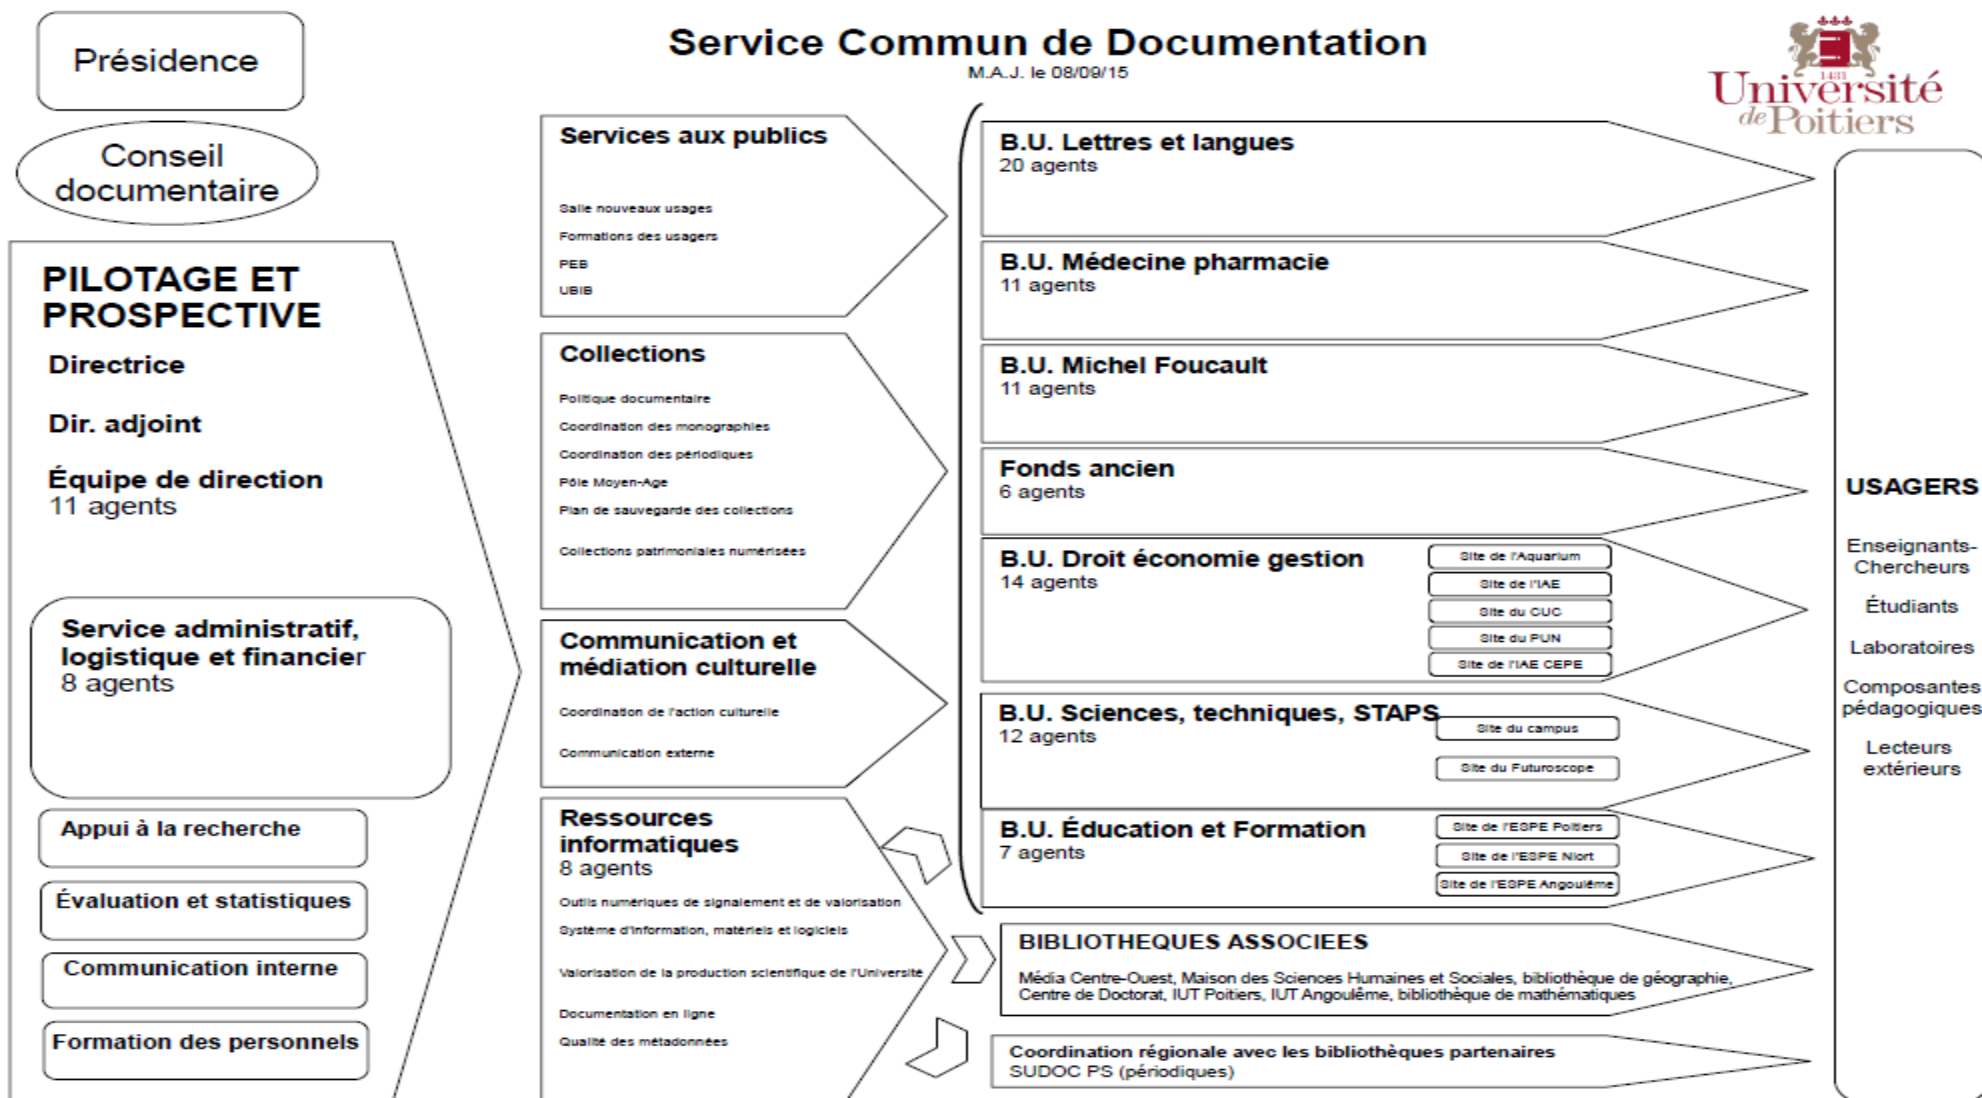 Présidence
Conseil
documentaire
PILOTAGE ET
PROSPECTIVE
Directrice
Dir. adjoint
Équipe de direction
11 agents
Service administratif,
logistique et financier
8 agents
Appui à la recherche
Évaluation et statistiques
Communication interne
Formation des personnels
Service Commun de Documentation
M.A.J. le 08/09/15
Services aux publics
Salle nouveaux usages
Formations des usagers
PEB
UBIB
Collections
Politique documentaire
Coordination des monographies
Coordination des périodiques
Pôle Moyen-Age
Plan de sauvegarde des collections
Collections patrimoniales numérisées
Communication et
médiation culturelle
Coordination de l'action culturelle
Communication externe
Ressources
informatiques
8 agents
Outils numériques de signalement et de valorisation
Système d'information, matériels et logiciels
Valorisation de la production scientifique de l'Université
Documentation en ligne
Qualité des métadonnées
B.U. Lettres et langues
20 agents
B.U. Médecine pharmacie
11 agents
B.U. Michel Foucault
11 agents
Fonds ancien
6 agents
B.U. Droit économie gestion
14 agents
Site de l'Aquarium
Site de l'IAE
Site du CUC
Site du PUN
Site de l'IAE CEPE
B.U. Sciences, techniques, STAPS
12 agents
Site du campus
Site du Futuroscope
B.U. Éducation et Formation
7 agents
Site de l'ESPE Poitiers
Site de l'ESPE Niort
Site de l'ESPE Angoulême
BIBLIOTHEQUES ASSOCIEES
Média Centre-Ouest, Maison des Sciences Humaines et Sociales, bibliothèque de géographie,
Centre de Doctorat, IUT Poitiers, IUT Angoulême, bibliothèque de mathématiques
Coordination régionale avec les bibliothèques partenaires
SUDOC PS (périodiques)
1431
Université
de Poitiers
USAGERS
Enseignants-
Chercheurs
Étudiants
Laboratoires
Composantes
pédagogiques
Lecteurs
extérieurs